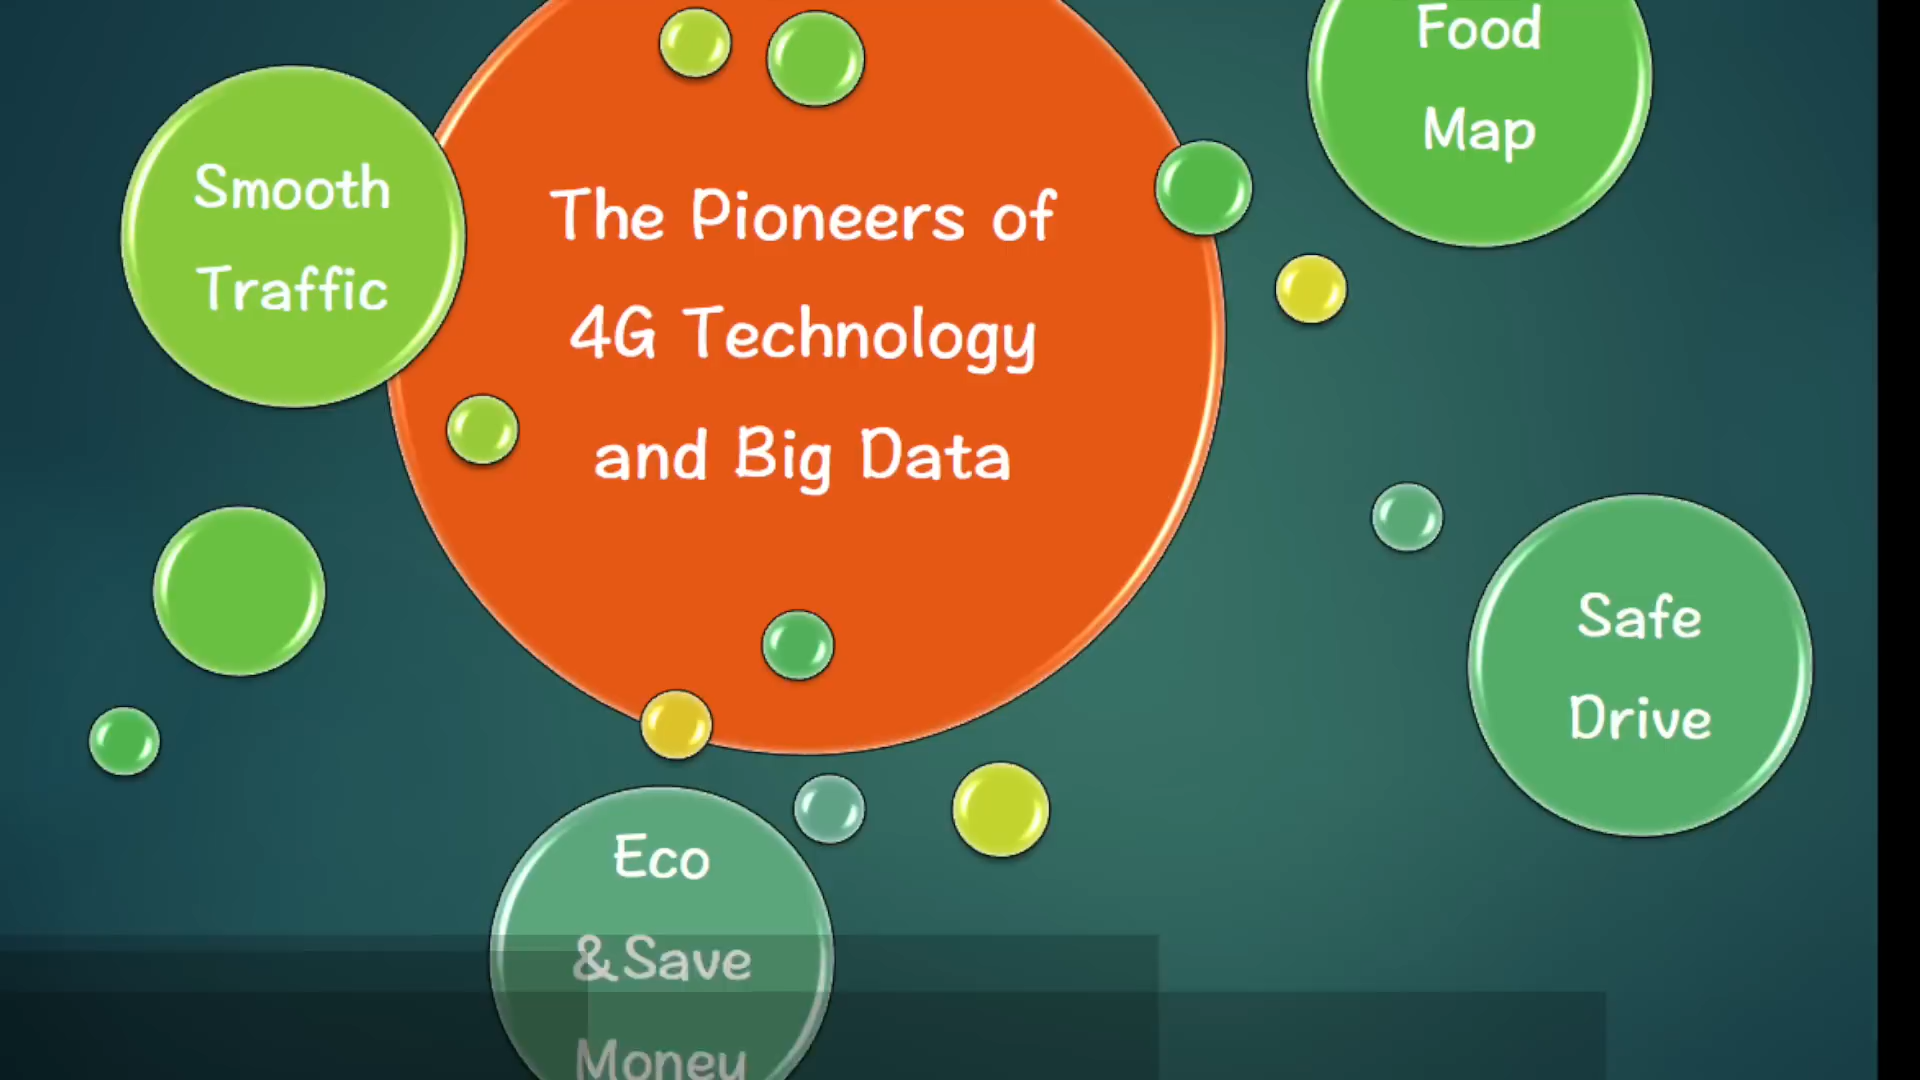 Food
Map
Smooth
Traffic
The Pioneers of
4G Technology
and Big Data
Safe
Drive
Eco
&Save
Money